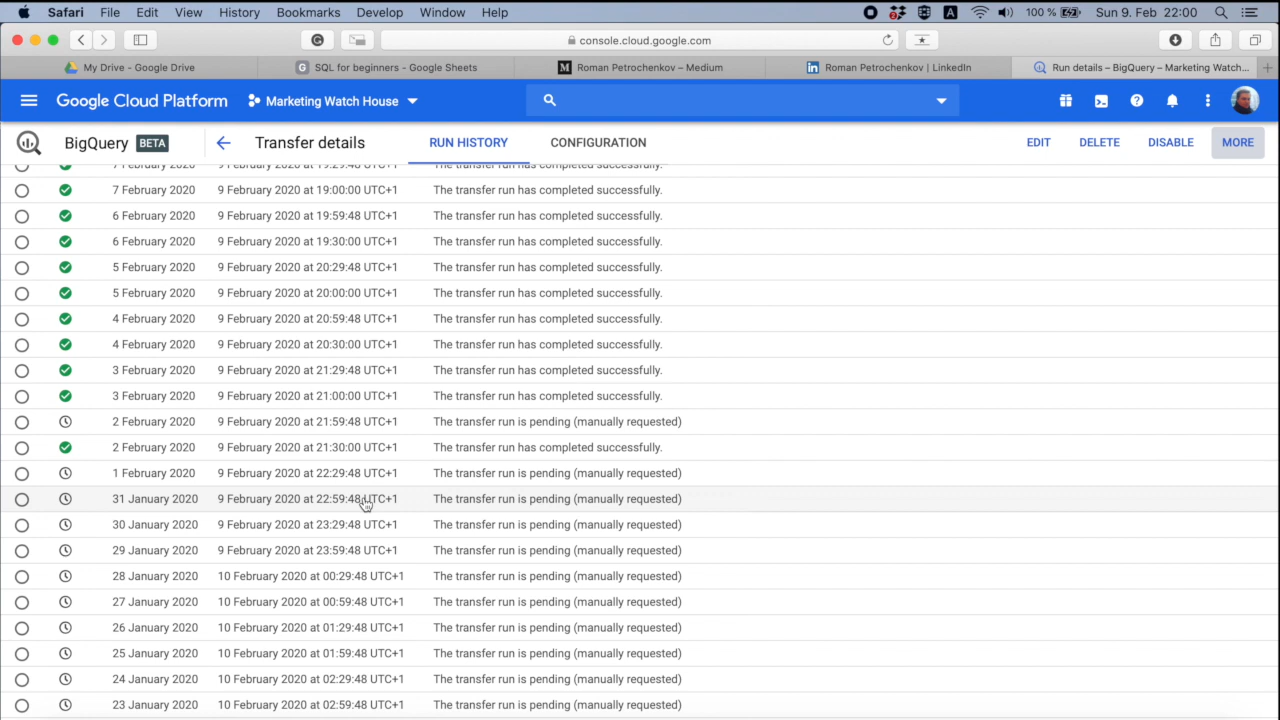 Safari File Edit View History Bookmarks Develop Window Help 2 A 100 % Sun 9. Feb 22:00
G console.cloud.google.com
My Drive - Google Drive G SQL for beginners - Google Sheets M Roman Petrochenkov – Medium in Roman Petrochenkov | LinkedIn Run details – BigQuery – Marketing Watch... +
Google Cloud Platform Marketing Watch House
BigQuery BETA Transfer details RUN HISTORY CONFIGURATION EDIT DELETE DISABLE MORE
7 February 2020 9 February 2020 at 19:29:48 UTC+1 The transfer run has completed successfully.
7 February 2020 9 February 2020 at 19:00:00 UTC+1 The transfer run has completed successfully.
6 February 2020 9 February 2020 at 19:59:48 UTC+1 The transfer run has completed successfully.
6 February 2020 9 February 2020 at 19:30:00 UTC+1 The transfer run has completed successfully.
5 February 2020 9 February 2020 at 20:29:48 UTC+1 The transfer run has completed successfully.
5 February 2020 9 February 2020 at 20:00:00 UTC+1 The transfer run has completed successfully.
4 February 2020 9 February 2020 at 20:59:48 UTC+1 The transfer run has completed successfully.
4 February 2020 9 February 2020 at 20:30:00 UTC+1 The transfer run has completed successfully.
3 February 2020 9 February 2020 at 21:29:48 UTC+1 The transfer run has completed successfully.
3 February 2020 9 February 2020 at 21:00:00 UTC+1 The transfer run has completed successfully.
2 February 2020 9 February 2020 at 21:59:48 UTC+1 The transfer run is pending (manually requested)
2 February 2020 9 February 2020 at 21:30:00 UTC+1 The transfer run has completed successfully.
1 February 2020 9 February 2020 at 22:29:48 UTC+1 The transfer run is pending (manually requested)
31 January 2020 9 February 2020 at 22:59:48 UTC+1 The transfer run is pending (manually requested)
30 January 2020 9 February 2020 at 23:29:48 UTC+1 The transfer run is pending (manually requested)
29 January 2020 9 February 2020 at 23:59:48 UTC+1 The transfer run is pending (manually requested)
28 January 2020 10 February 2020 at 00:29:48 UTC+1 The transfer run is pending (manually requested)
27 January 2020 10 February 2020 at 00:59:48 UTC+1 The transfer run is pending (manually requested)
26 January 2020 10 February 2020 at 01:29:48 UTC+1 The transfer run is pending (manually requested)
25 January 2020 10 February 2020 at 01:59:48 UTC+1 The transfer run is pending (manually requested)
24 January 2020 10 February 2020 at 02:29:48 UTC+1 The transfer run is pending (manually requested)
23 January 2020 10 February 2020 at 02:59:48 UTC+1 The transfer run is pending (manually requested)